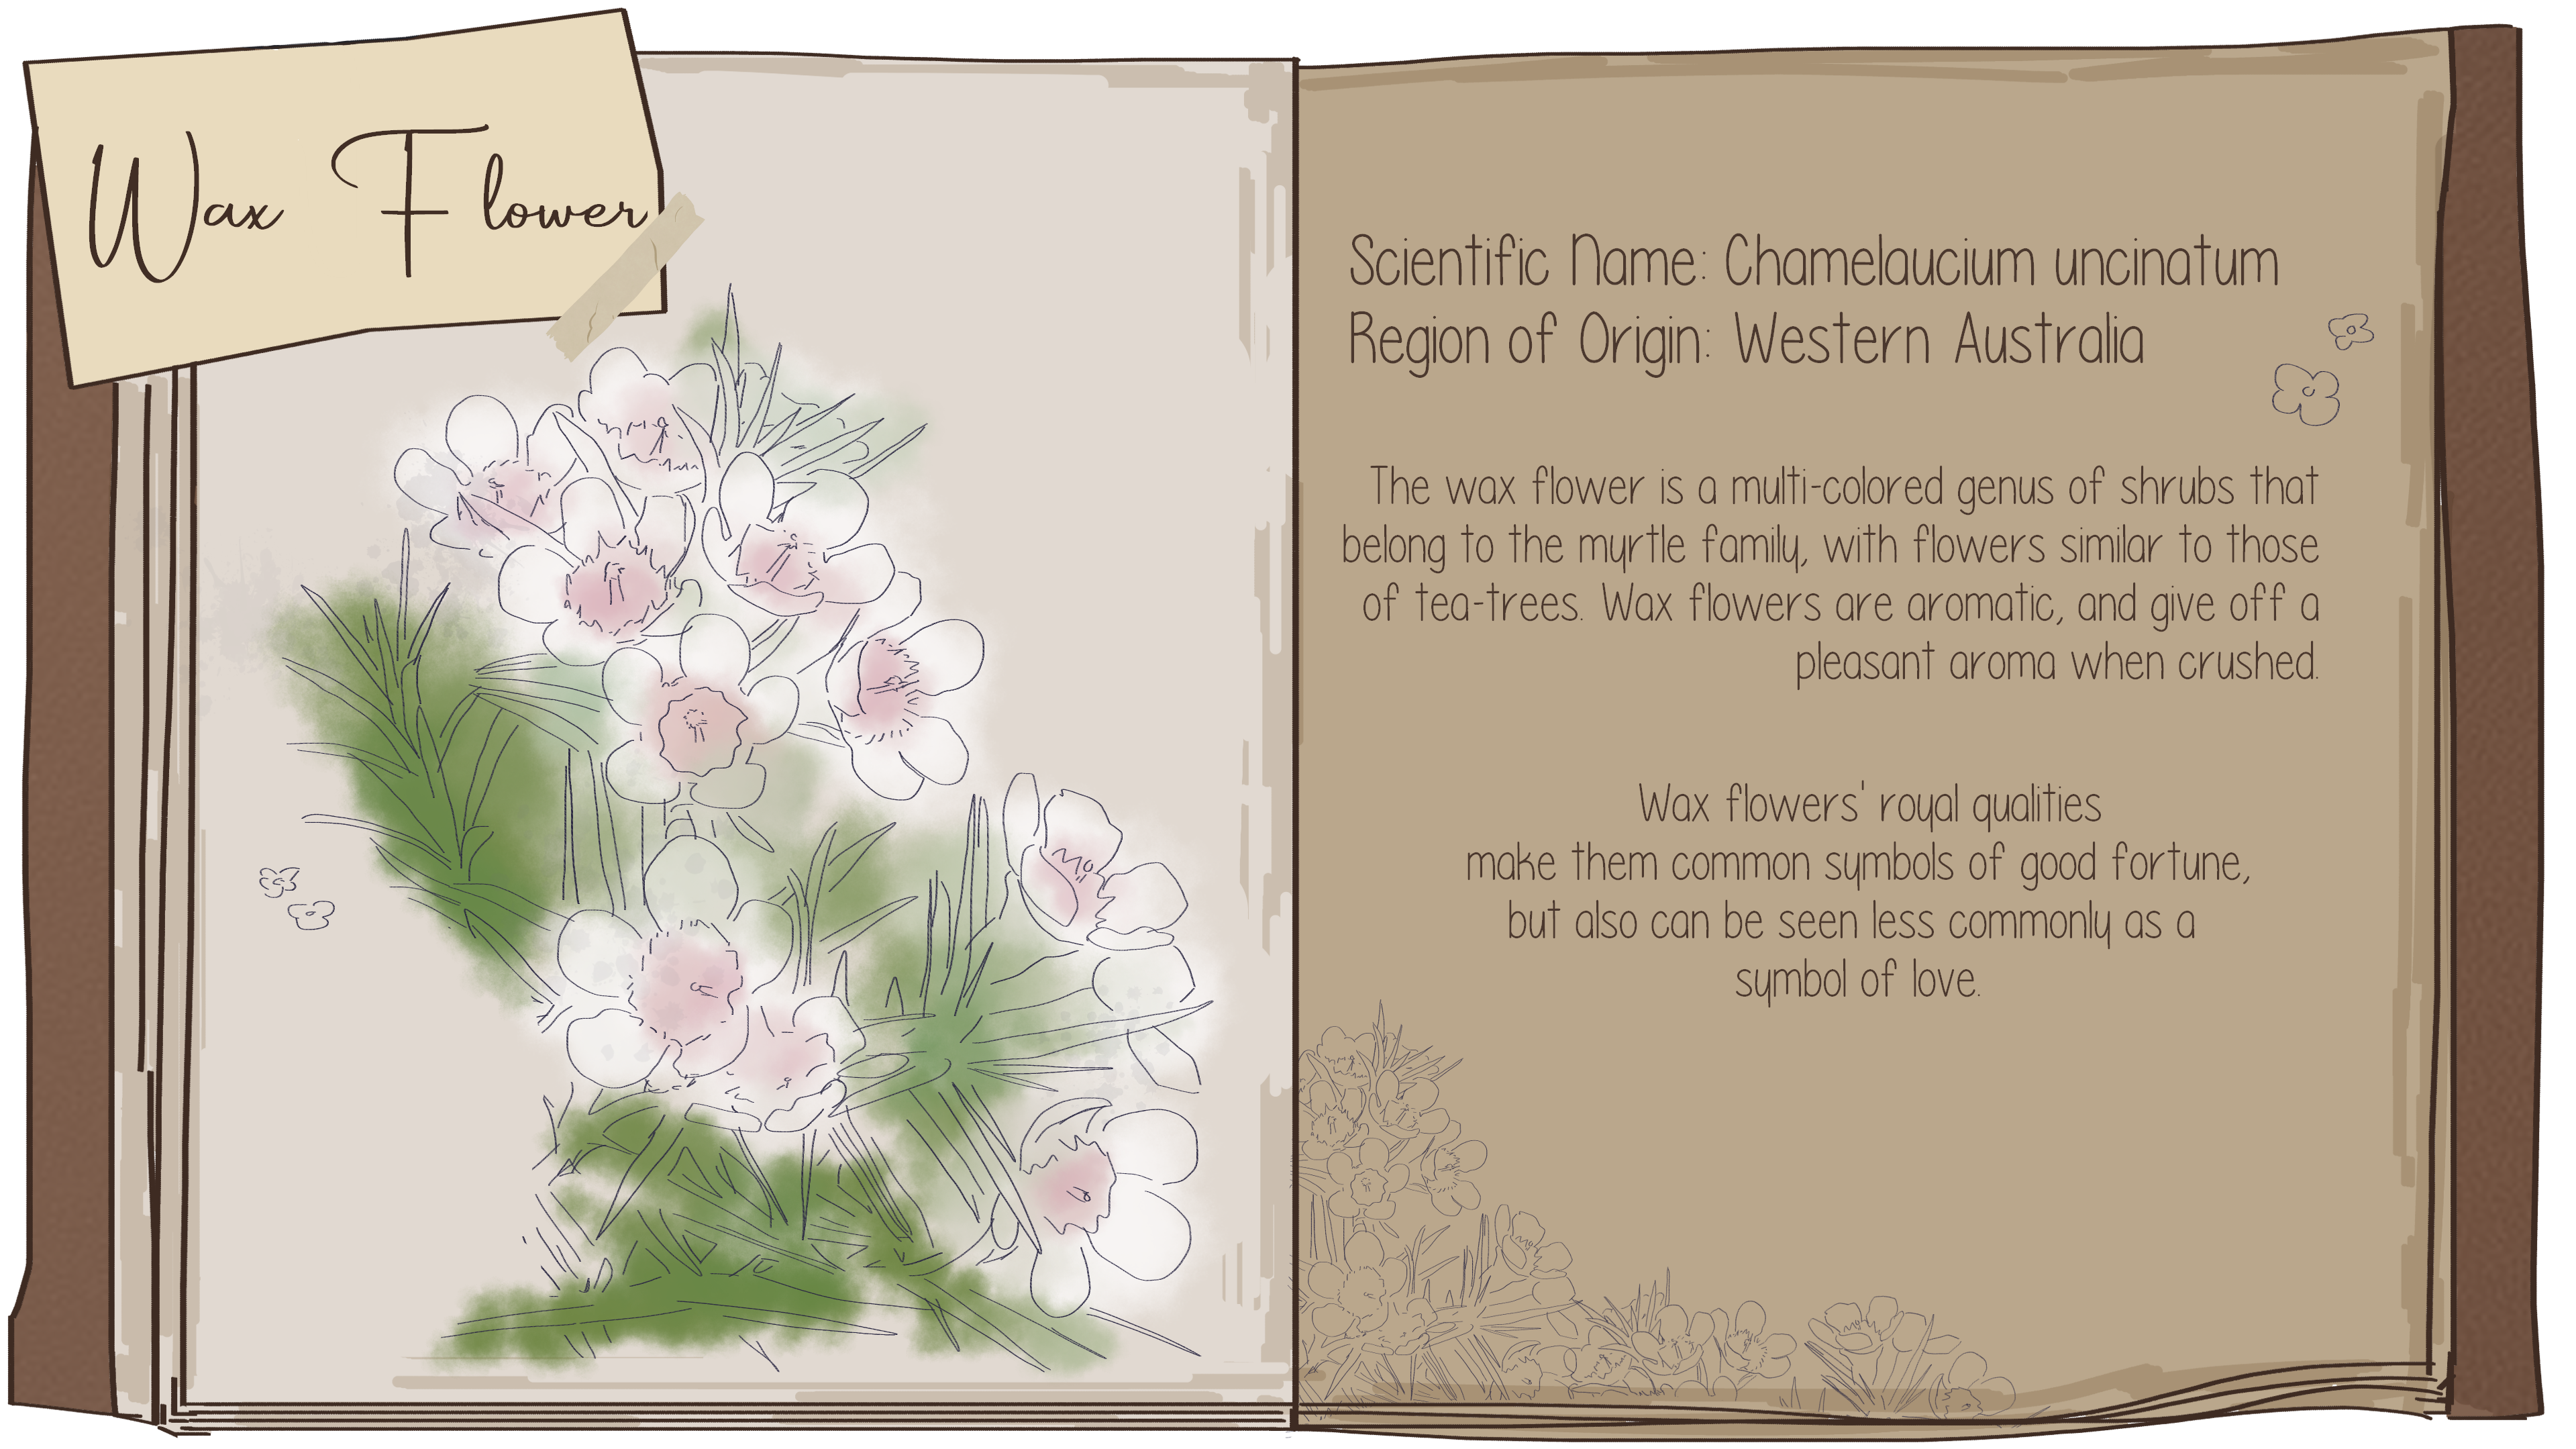 Wax Flower
Scientific Name: Chamelaucium uncinatum
Region of Origin: Western Australia
The wax flower is a multi-colored genus of shrubs that
belong to the myrtle family, with flowers similar to those
of tea-trees. Wax flowers are aromatic, and give off a
pleasant aroma when crushed.
Wax flowers' royal qualities
make them common symbols of good fortune,
but also can be seen less commonly as a
symbol of love.